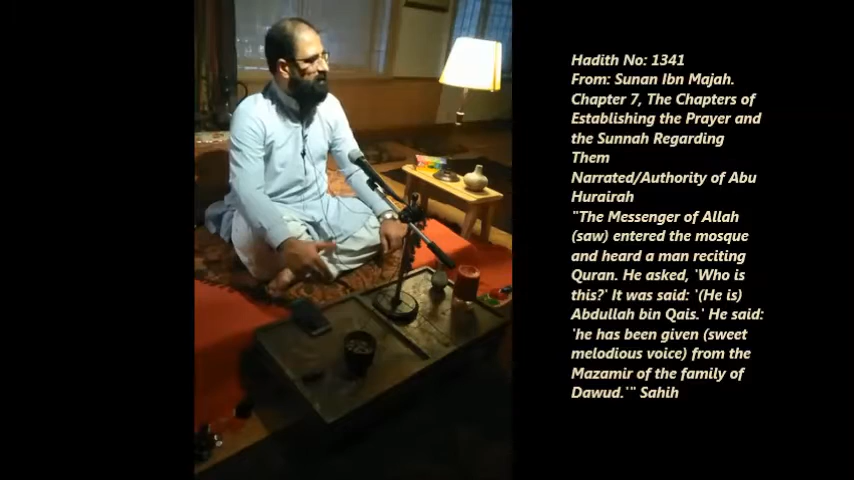 Hadith No: 1341
From: Sunan Ibn Majah.
Chapter 7, The Chapters of
Establishing the Prayer and
the Sunnah Regarding
Them
Narrated/Authority of Abu
Hurairah
"The Messenger of Allah
(saw) entered the mosque
and heard a man reciting
Quran. He asked, 'Who is
this?' It was said: '(He is)
Abdullah bin Qais.' He said:
'he has been given (sweet
melodious voice) from the
Mazamir of the family of
Dawud.'" Sahih